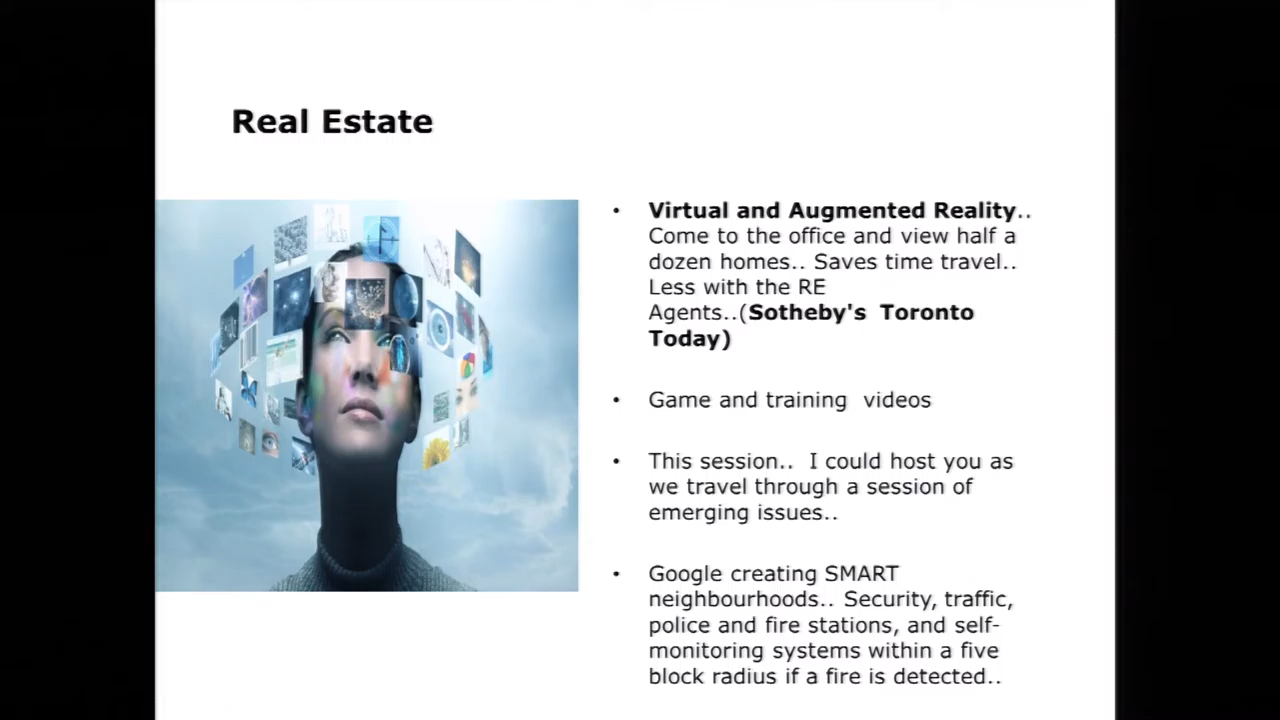 Real Estate
• Virtual and Augmented Reality..
Come to the office and view half a
dozen homes.. Saves time travel..
Less with the RE
Agents..(Sotheby's Toronto
Today)
• Game and training videos
• This session.. I could host you as
we travel through a session of
emerging issues..
• Google creating SMART
neighbourhoods.. Security, traffic,
police and fire stations, and self-
monitoring systems within a five
block radius if a fire is detected..